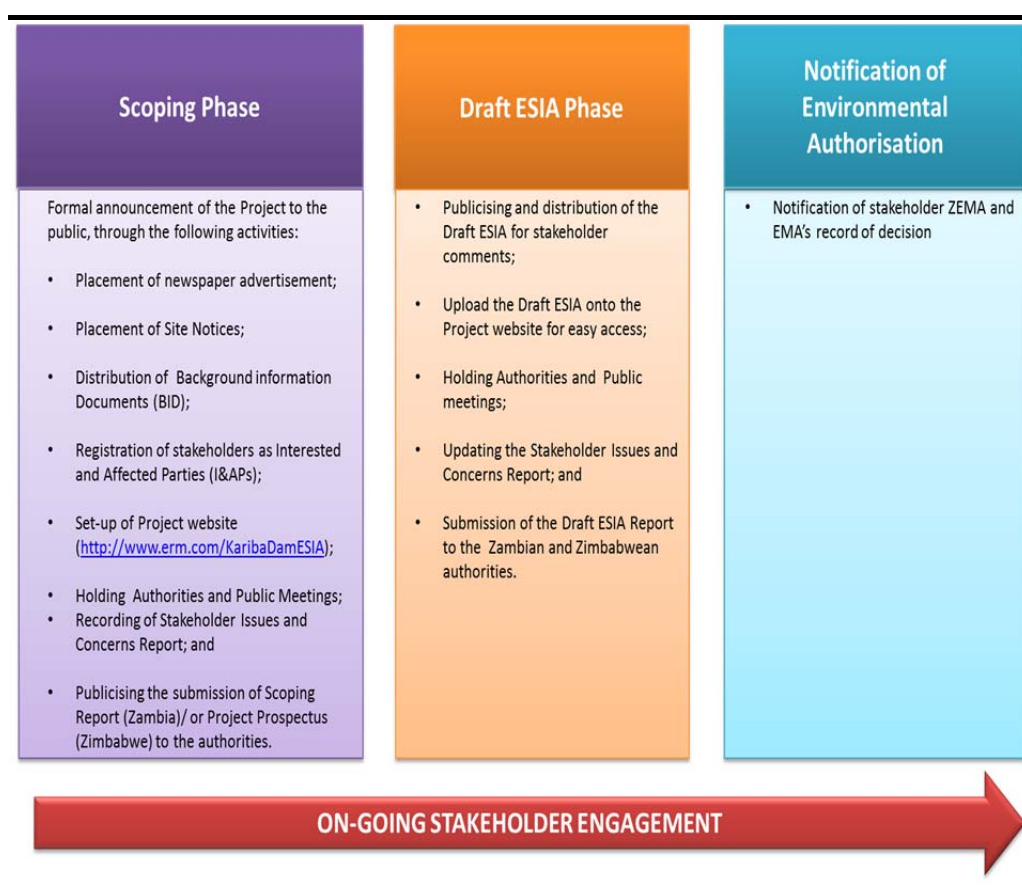 Scoping Phase
Formal announcement of the Project to the
public, through the following activities:
• Placement of newspaper advertisement;
• Placement of Site Notices;
• Distribution of Background information
Documents (BID);
• Registration of stakeholders as Interested
and Affected Parties (I&APs);
• Set-up of Project website
(http://www.erm.com/KaribaDamESIA);
• Holding Authorities and Public Meetings;
• Recording of Stakeholder Issues and
Concerns Report; and
• Publicising the submission of Scoping
Report (Zambia)/ or Project Prospectus
(Zimbabwe) to the authorities.
Draft ESIA Phase
• Publicising and distribution of the
Draft ESIA for stakeholder
comments;
• Upload the Draft ESIA onto the
Project website for easy access;
• Holding Authorities and Public
meetings;
• Updating the Stakeholder Issues and
Concerns Report; and
• Submission of the Draft ESIA Report
to the Zambian and Zimbabwean
authorities.
Notification of
Environmental
Authorisation
• Notification of stakeholder ZEMA and
EMA's record of decision
ON-GOING STAKEHOLDER ENGAGEMENT